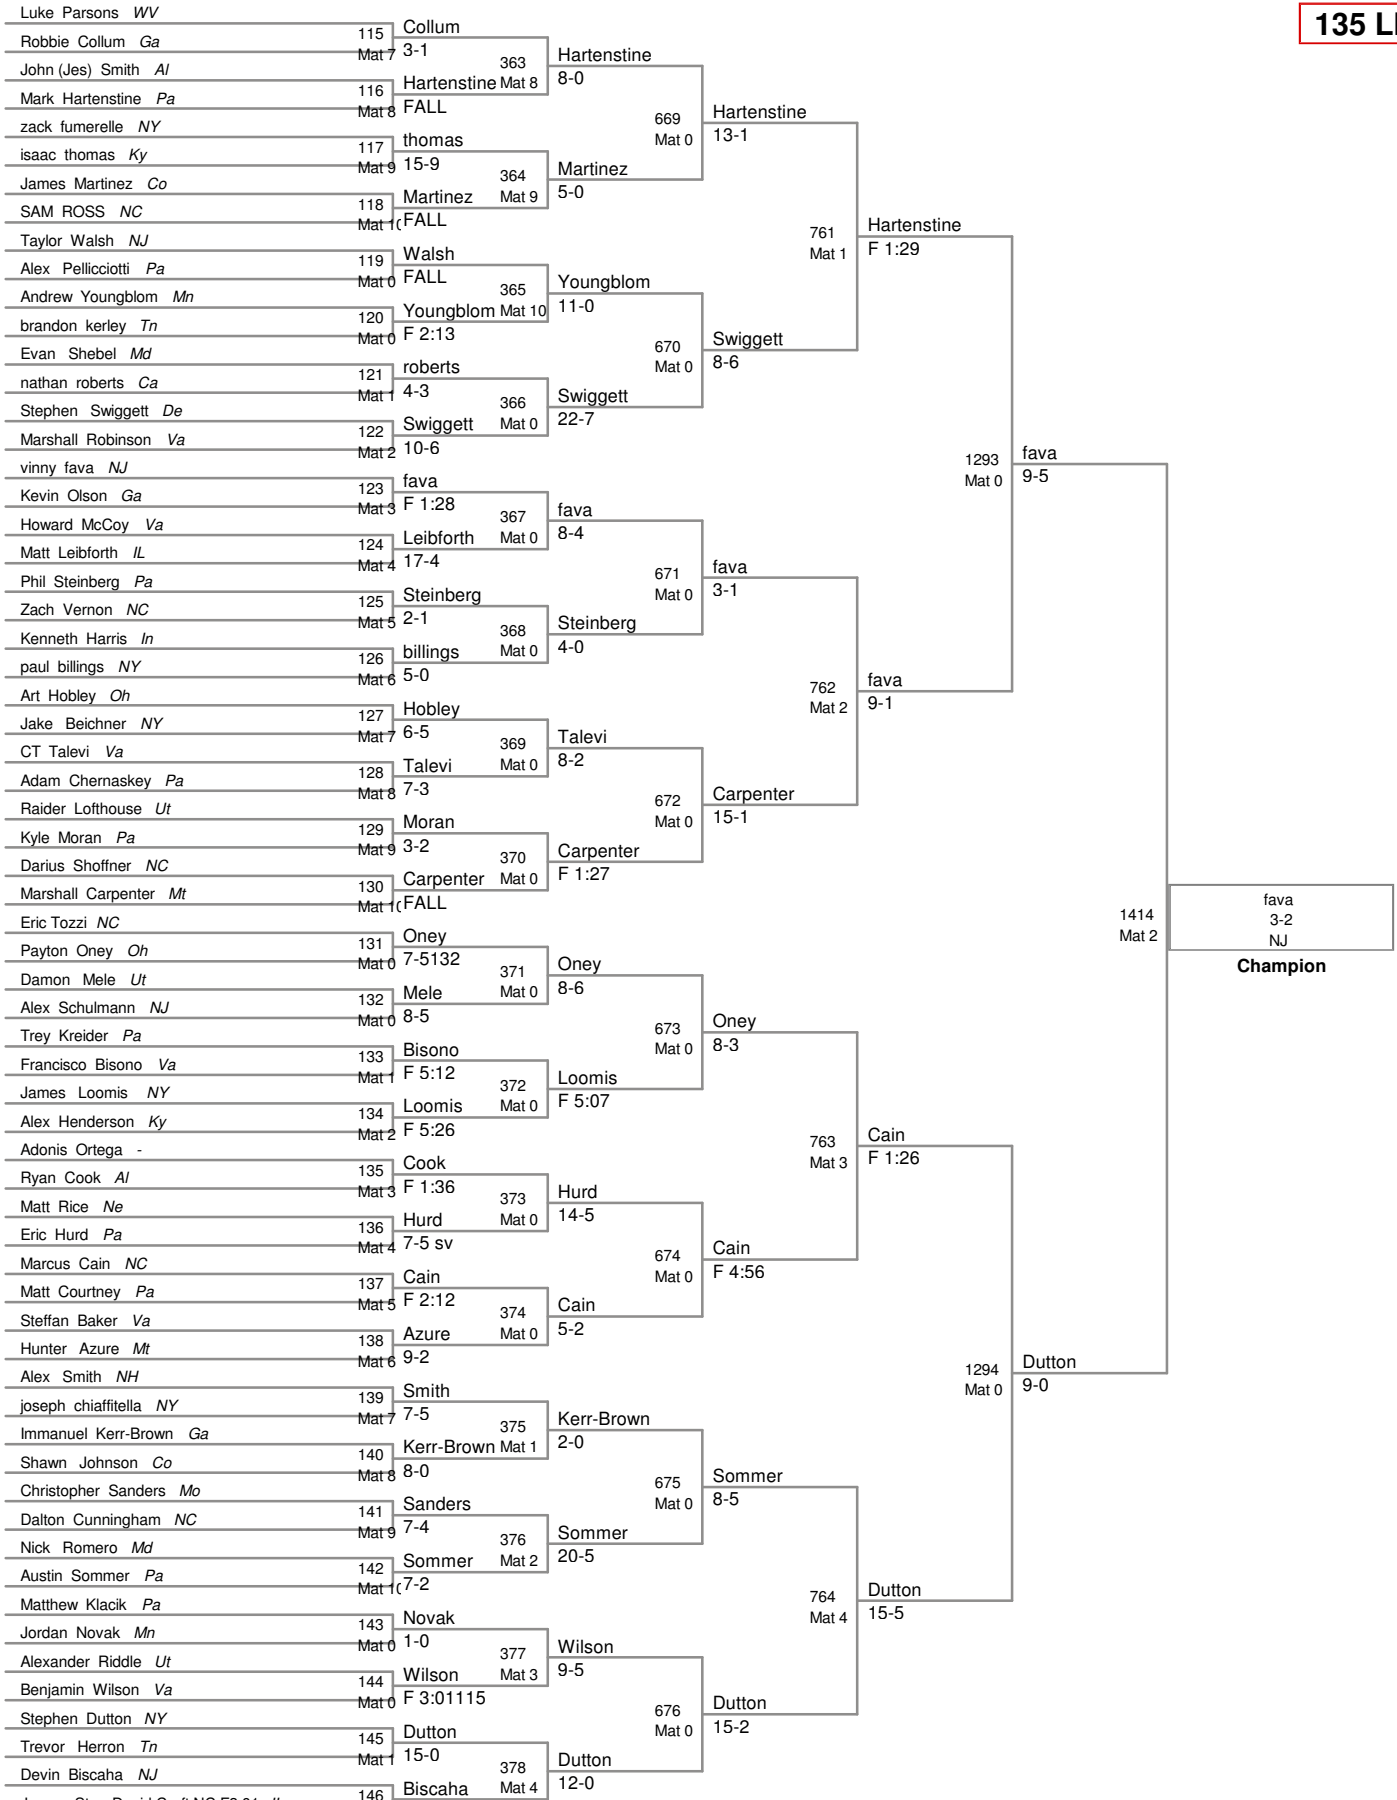 Luke Parsons WV
135 L
Robbie Collum Ga
115
Mat 7
Collum
3-1
John (Jes) Smith Al
363
Mat 8
Hartenstine
8-0
Mark Hartenstine Pa
116
Mat 8
Hartenstine
FALL
zack fumerelle NY
669
Mat 0
Hartenstine
13-1
isaac thomas Ky
117
Mat 9
thomas
15-9
James Martinez Co
364
Mat 9
Martinez
5-0
SAM ROSS NC
118
Mat 10
Martinez
FALL
Taylor Walsh NJ
761
Mat 1
Hartenstine
F 1:29
Alex Pellicciotti Pa
119
Mat 0
Walsh
FALL
Andrew Youngblom Mn
365
Mat 10
Youngblom
11-0
brandon kerley Tn
120
Mat 0
Youngblom
F 2:13
Evan Shebel Md
670
Mat 0
Swiggett
8-6
nathan roberts Ca
121
Mat 1
roberts
4-3
Stephen Swiggett De
366
Mat 0
Swiggett
22-7
Marshall Robinson Va
122
Mat 2
Swiggett
10-6
vinny fava NJ
1293
Mat 0
fava
9-5
Kevin Olson Ga
123
Mat 3
fava
F 1:28
Howard McCoy Va
367
Mat 0
fava
8-4
Matt Leibforth IL
124
Mat 4
Leibforth
17-4
Phil Steinberg Pa
671
Mat 0
fava
3-1
Zach Vernon NC
125
Mat 5
Steinberg
2-1
Kenneth Harris In
368
Mat 0
Steinberg
4-0
paul billings NY
126
Mat 6
billings
5-0
Art Hobley Oh
762
Mat 2
fava
9-1
Jake Beichner NY
127
Mat 7
Hobley
6-5
CT Talevi Va
369
Mat 0
Talevi
8-2
Adam Chernaskey Pa
128
Mat 8
Talevi
7-3
Raider Lofthouse Ut
672
Mat 0
Carpenter
15-1
Kyle Moran Pa
129
Mat 9
Moran
3-2
Darius Shoffner NC
370
Mat 0
Carpenter
F 1:27
Marshall Carpenter Mt
130
Mat 10
Carpenter
FALL
Eric Tozzi NC
1414
Mat 2
fava
3-2
NJ
Champion
Payton Oney Oh
131
Mat 0
Oney
7-5132
Damon Mele Ut
371
Mat 0
Oney
8-6
Alex Schulmann NJ
132
Mat 0
Mele
8-5
Trey Kreider Pa
673
Mat 0
Oney
8-3
Francisco Bisono Va
133
Mat 1
Bisono
F 5:12
James Loomis NY
372
Mat 0
Loomis
F 5:07
Alex Henderson Ky
134
Mat 2
Loomis
F 5:26
Adonis Ortega -
763
Mat 3
Cain
F 1:26
Ryan Cook Al
135
Mat 3
Cook
F 1:36
Matt Rice Ne
373
Mat 0
Hurd
14-5
Eric Hurd Pa
136
Mat 4
Hurd
7-5 sv
Marcus Cain NC
674
Mat 0
Cain
F 4:56
Matt Courtney Pa
137
Mat 5
Cain
F 2:12
Steffan Baker Va
374
Mat 0
Cain
5-2
Hunter Azure Mt
138
Mat 6
Azure
9-2
Alex Smith NH
1294
Mat 0
Dutton
9-0
joseph chiaffitella NY
139
Mat 7
Smith
7-5
Immanuel Kerr-Brown Ga
375
Mat 1
Kerr-Brown
2-0
Shawn Johnson Co
140
Mat 8
Kerr-Brown
8-0
Christopher Sanders Mo
675
Mat 0
Sommer
8-5
Dalton Cunningham NC
141
Mat 9
Sanders
7-4
Nick Romero Md
376
Mat 2
Sommer
20-5
Austin Sommer Pa
142
Mat 10
Sommer
7-2
Matthew Klacik Pa
764
Mat 4
Dutton
15-5
Jordan Novak Mn
143
Mat 0
Novak
1-0
Alexander Riddle Ut
377
Mat 3
Wilson
9-5
Benjamin Wilson Va
144
Mat 0
Wilson
F 3:01115
Stephen Dutton NY
676
Mat 0
Dutton
15-2
Trevor Herron Tn
145
Mat 1
Dutton
15-0
Devin Biscaha NJ
378
Mat 4
Dutton
12-0
146
Biscaha